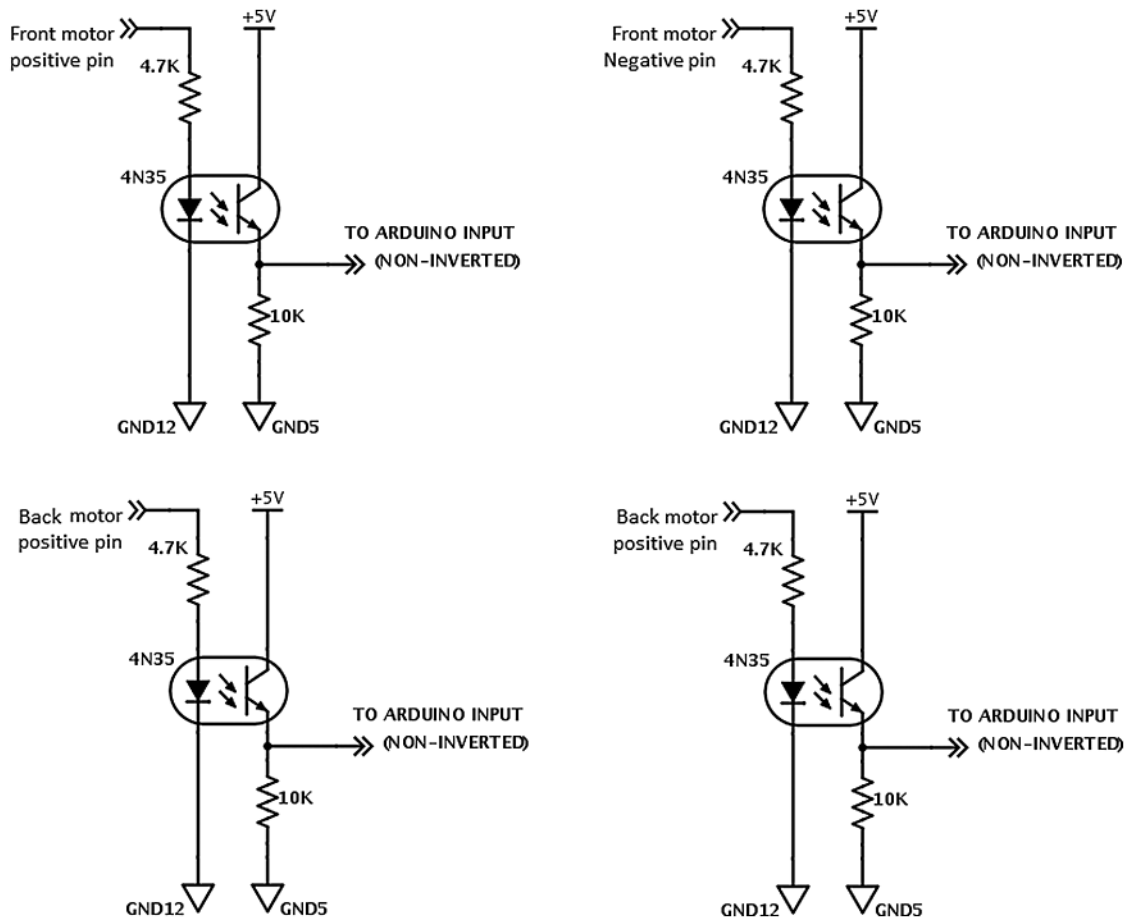 +5V
Front motor
positive pin
4.7K
4N35
TO ARDUINO INPUT
(NON-INVERTED)
10K
GND12
GND5
+5V
Front motor
Negative pin
4.7K
4N35
TO ARDUINO INPUT
(NON-INVERTED)
10K
GND12
GND5
+5V
Back motor
positive pin
4.7K
4N35
TO ARDUINO INPUT
(NON-INVERTED)
10K
GND12
GND5
+5V
Back motor
positive pin
4.7K
4N35
TO ARDUINO INPUT
(NON-INVERTED)
10K
GND12
GND5